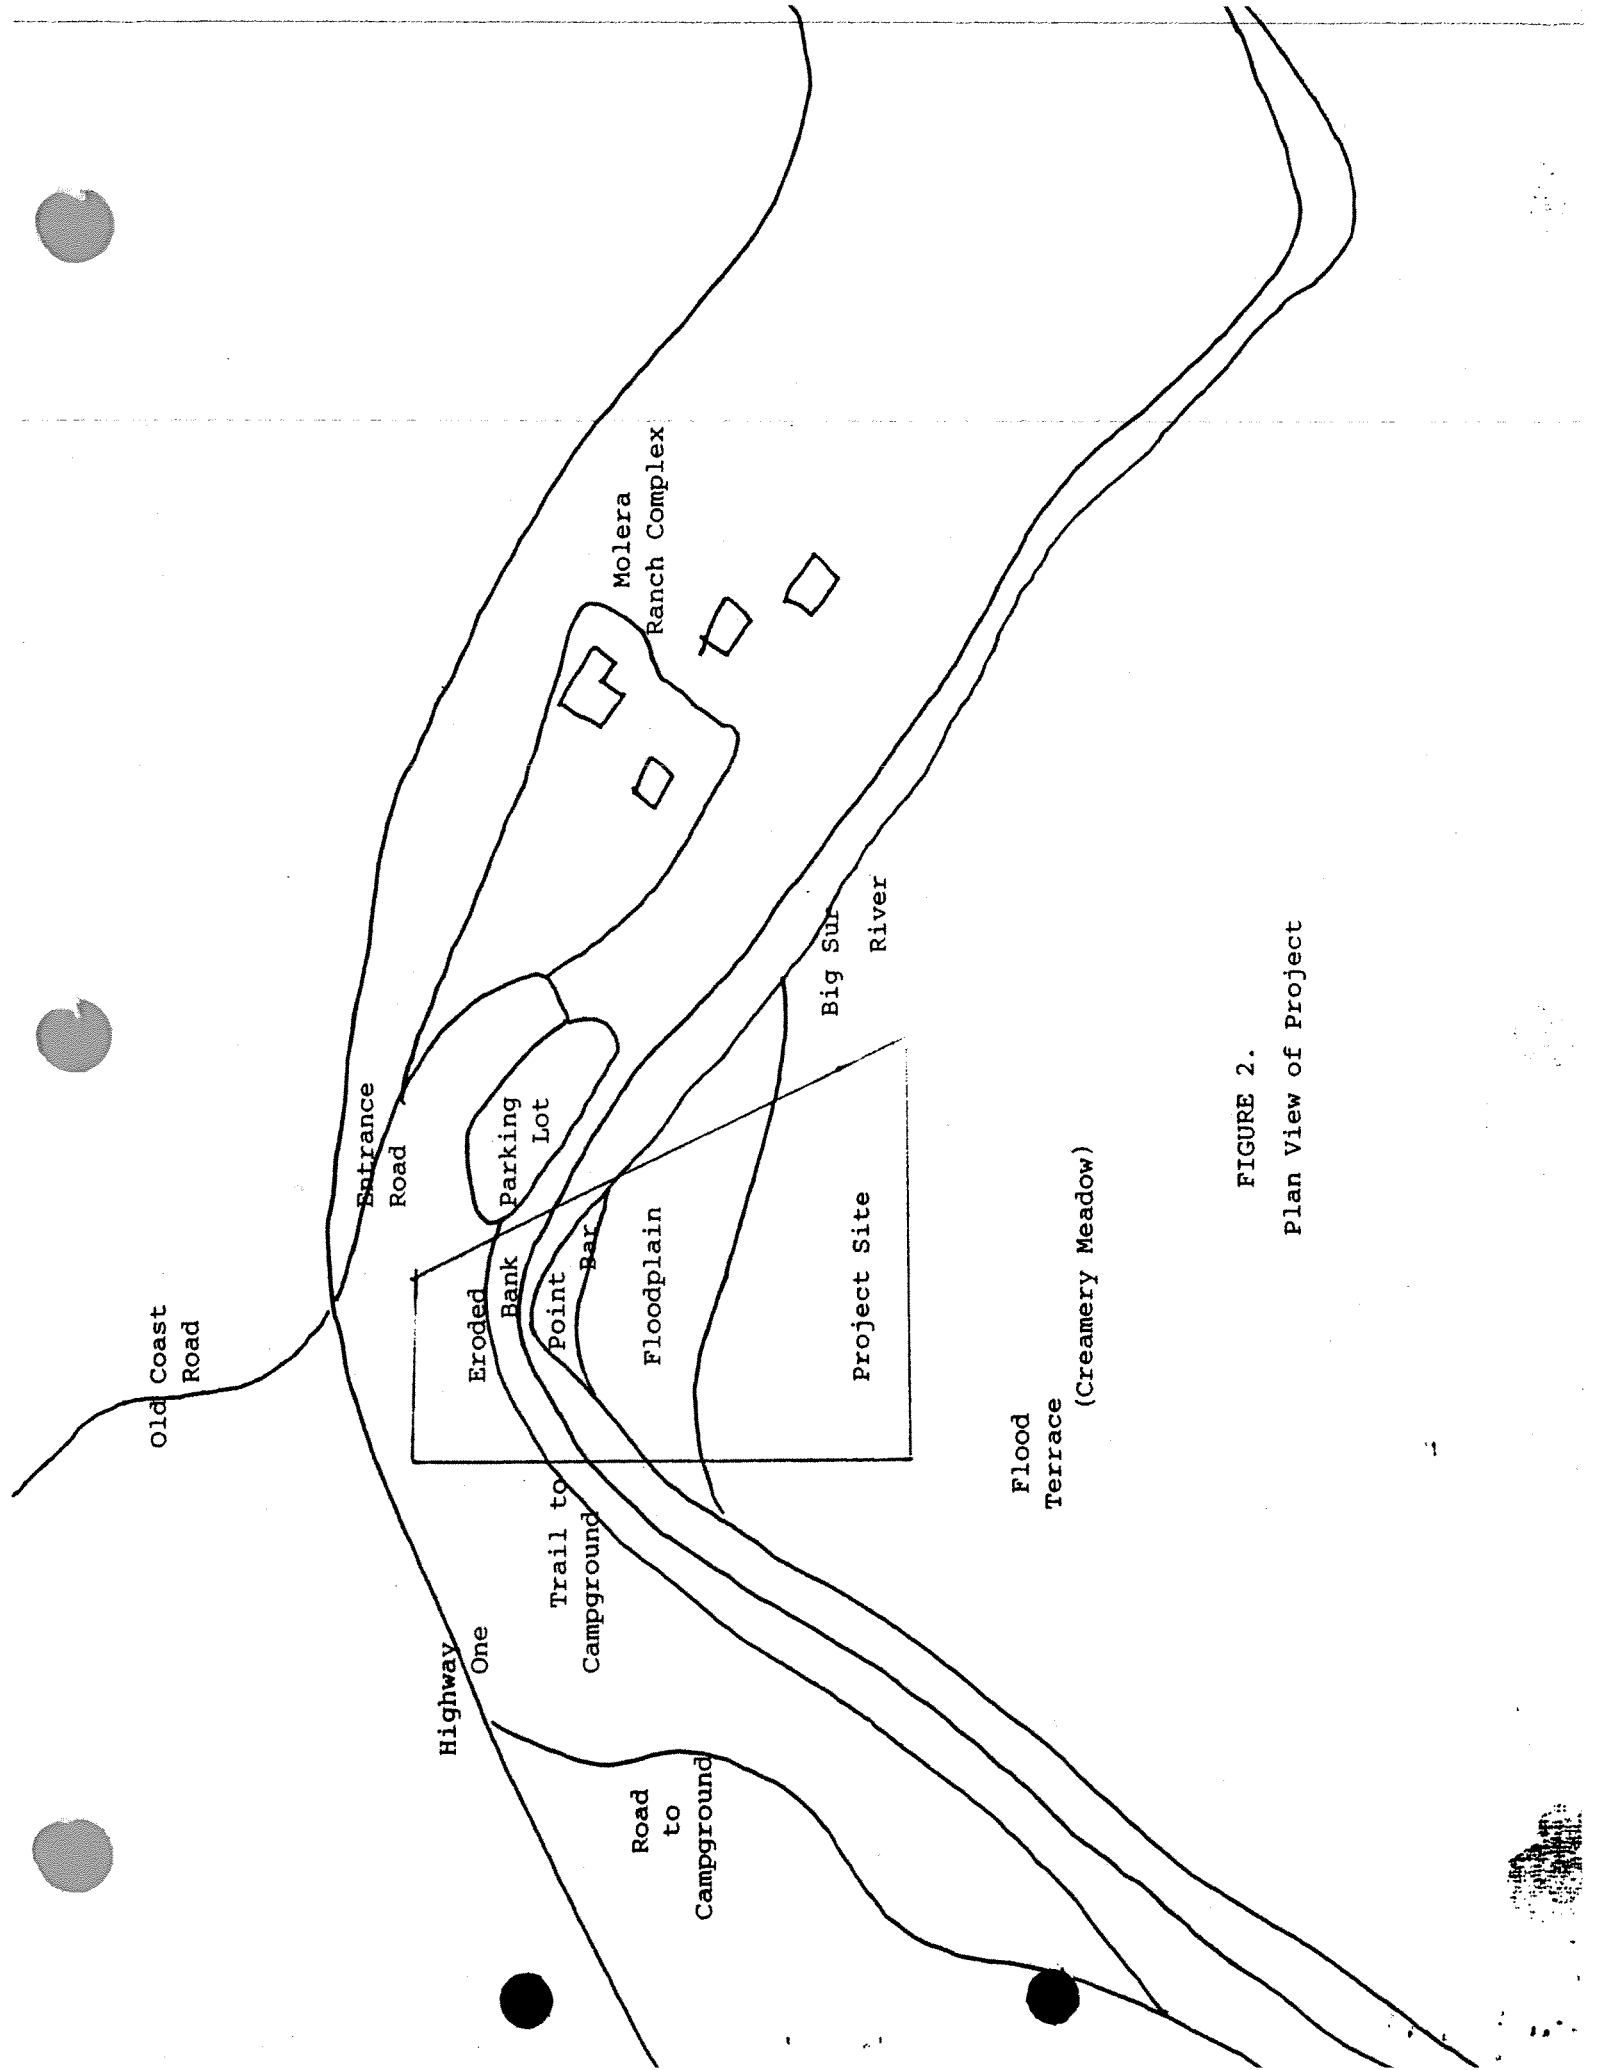 Old Coast
Road
Entrance
Road
Highway
One
Eroded
Bank
Parking
Lot
Molera
Ranch Complex
Trail to
Campground
Point
Bar
Road
to
Campground
Floodplain
Big Sur
River
Project Site
Flood
Terrace
(Creamery Meadow)
FIGURE 2.
Plan View of Project